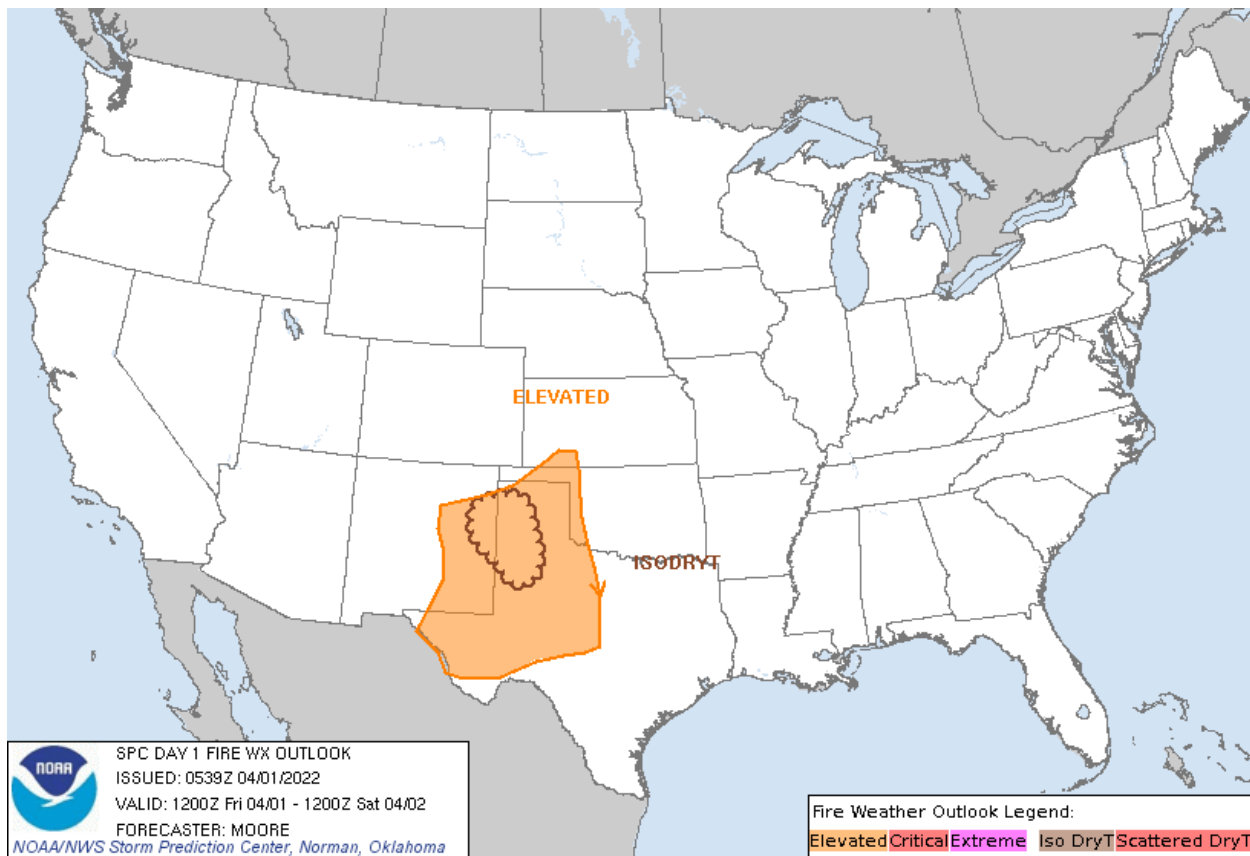 ELEVATED
ISODRYT
NOAA
SPC DAY 1 FIRE WX OUTLOOK
ISSUED: 0539Z 04/01/2022
VALID: 1200Z Fri 04/01 - 1200Z Sat 04/02
FORECASTER: MOORE
NOAA/NWS Storm Prediction Center, Norman, Oklahoma
Fire Weather Outlook Legend:
Elevated Critical Extreme Iso DryT Scattered DryT